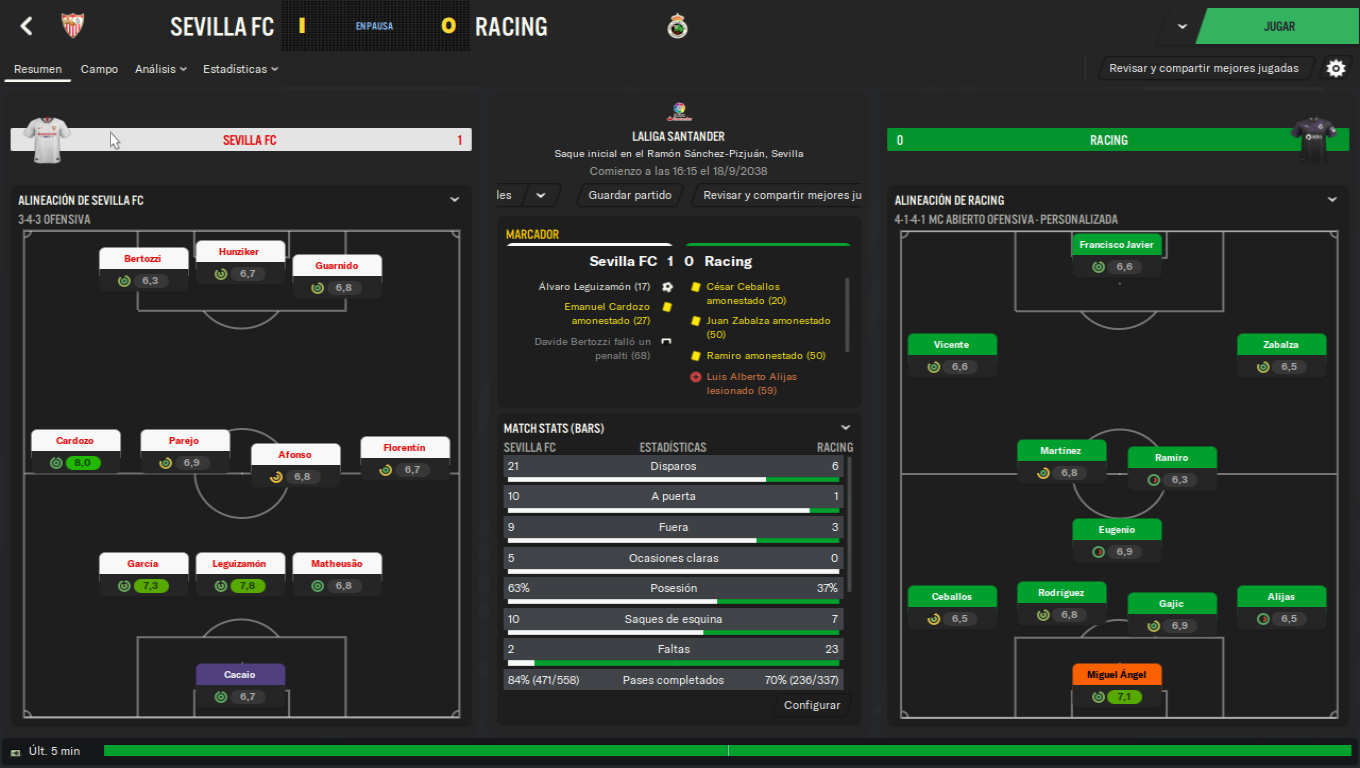 SEVILLA FC
1
EN PAUSA
0
RACING
JUGAR
Resumen
Campo
Análisis
Estadísticas
Revisar y compartir mejores jugadas
SEVILLA FC
1
LALIGA SANTANDER
Saque inicial en el Ramón Sánchez-Pizjuán, Sevilla
Comienzo a las 16:15 el 18/9/2038
les
Guardar partido
Revisar y compartir mejores ju
0
RACING
ALINEACIÓN DE SEVILLA FC
3-4-3 OFENSIVA
Bertozzi
6,3
Hunziker
6,7
Guarnido
6,8
Cardozo
8,0
Parejo
6,9
Afonso
6,8
Florentín
6,7
García
7,3
Leguizamón
7,8
Matheusão
6,8
Cacaio
6,7
MARCADOR
Sevilla FC 1 0 Racing
Álvaro Leguizamón (17)
Emanuel Cardozo
amonestado (27)
Davide Bertozzi falló un
penalti (68)
César Ceballos
amonestado (20)
Juan Zabalza amonestado
(50)
Ramiro amonestado (50)
Luis Alberto Alijas
lesionado (59)
MATCH STATS (BARS)
SEVILLA FC ESTADÍSTICAS RACING
21 Disparos 6
10 A puerta 1
9 Fuera 3
5 Ocasiones claras 0
63% Posesión 37%
10 Saques de esquina 7
2 Faltas 23
84% (471/558) Pases completados 70% (236/337)
Configurar
ALINEACIÓN DE RACING
4-1-4-1 MC ABIERTO OFENSIVA - PERSONALIZADA
Francisco Javier
6,6
Vicente
6,6
Zabalza
6,5
Martínez
6,8
Ramiro
6,3
Eugenio
6,9
Ceballos
6,5
Rodríguez
6,8
Gajic
6,9
Alijas
6,5
Miguel Ángel
7,1
Últ. 5 min